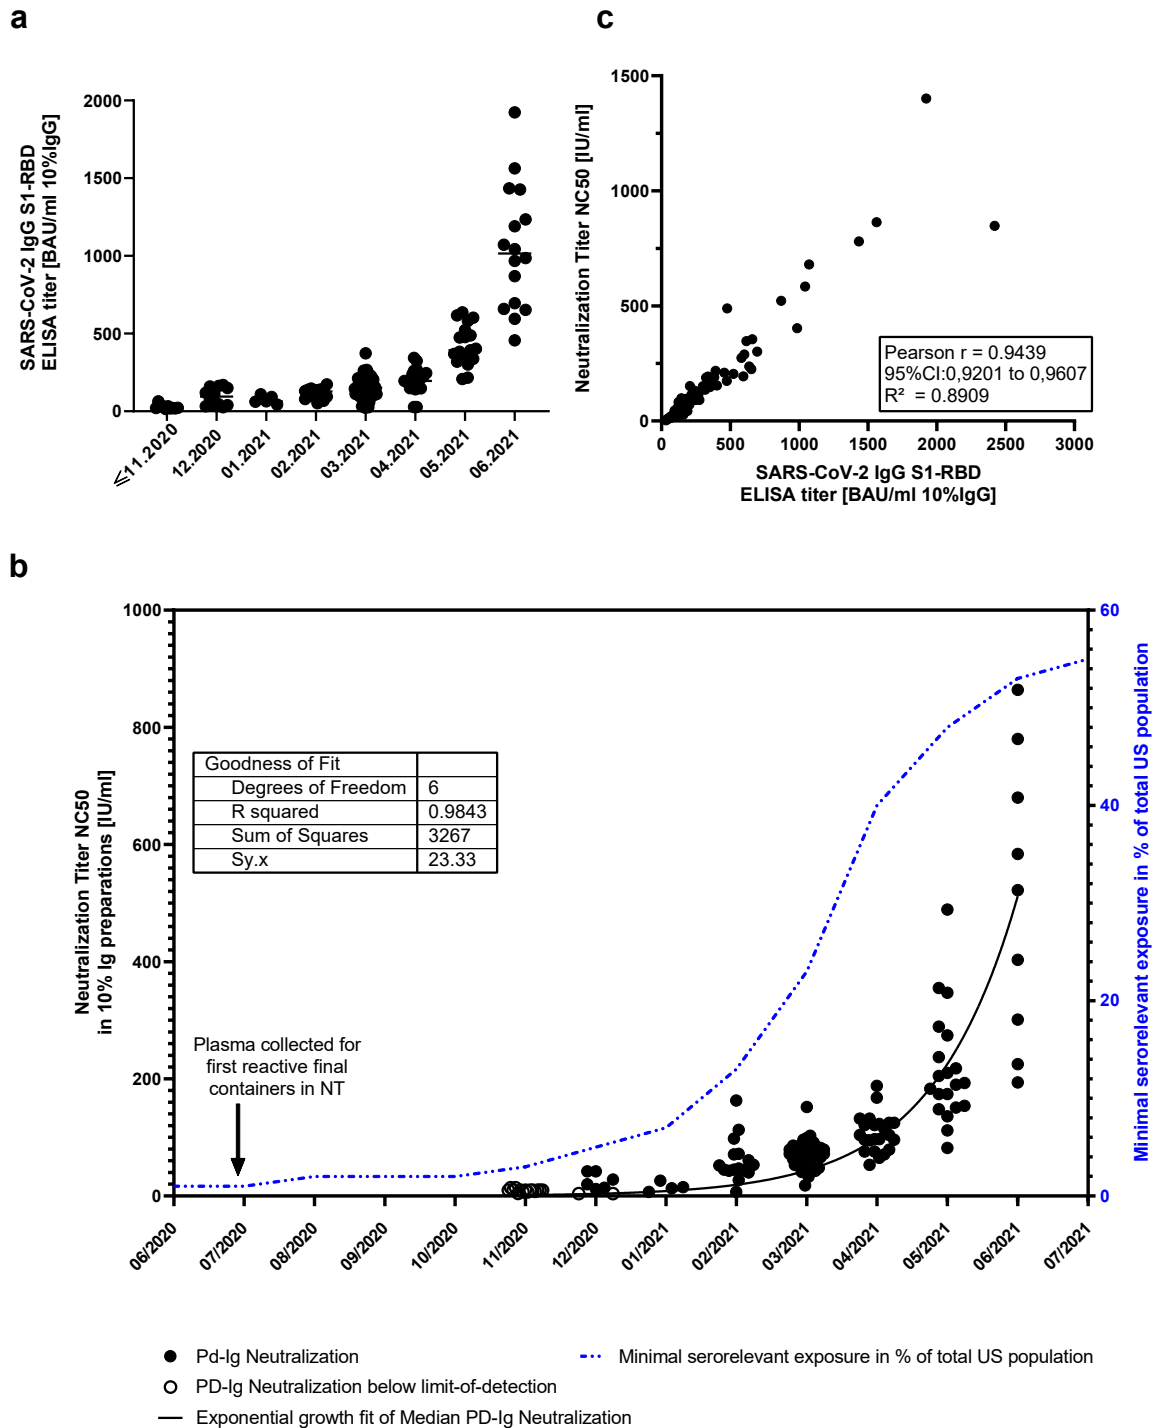 a
SARS-CoV-2 IgG S1-RBD
ELISA titer [BAU/ml 10%IgG]
2000
1500
1000
500
0
⩽11.2020
12.2020
01.2021
02.2021
03.2021
04.2021
05.2021
06.2021
c
Neutralization Titer NC50 [IU/ml]
1500
1000
500
0
Pearson r = 0.9439
95%CI:0,9201 to 0,9607
R² = 0.8909
0
500
1000
1500
2000
2500
3000
SARS-CoV-2 IgG S1-RBD
ELISA titer [BAU/ml 10%IgG]
b
Neutralization Titer NC50
in 10% Ig preparations [IU/ml]
1000
800
600
400
200
0
Goodness of Fit
Degrees of Freedom 6
R squared 0.9843
Sum of Squares 3267
Sy.x 23.33
Plasma collected for
first reactive final
containers in NT
60
40
20
0
Minimal serorelevant exposure in % of total US population
06/2020
07/2020
08/2020
09/2020
10/2020
11/2020
12/2020
01/2021
02/2021
03/2021
04/2021
05/2021
06/2021
07/2021
Pd-Ig Neutralization
Minimal serorelevant exposure in % of total US population
PD-Ig Neutralization below limit-of-detection
Exponential growth fit of Median PD-Ig Neutralization